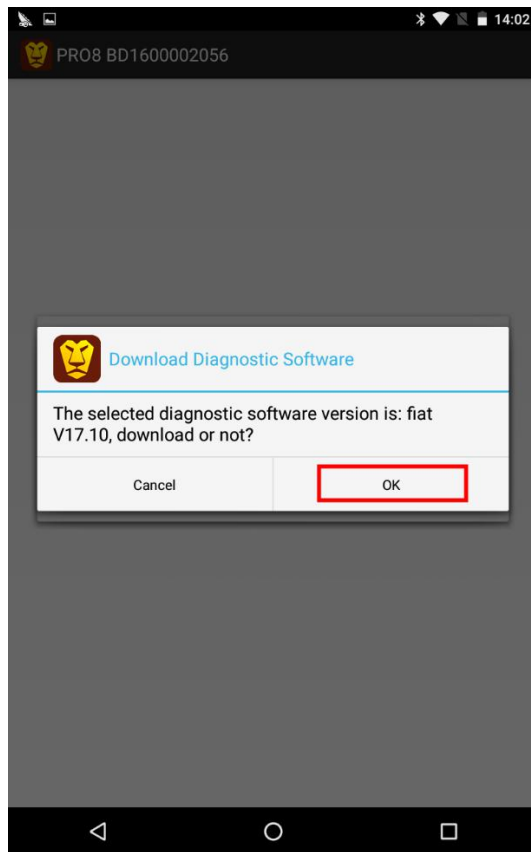 14:02
PRO8 BD1600002056
Download Diagnostic Software
The selected diagnostic software version is: fiat
V17.10, download or not?
Cancel OK